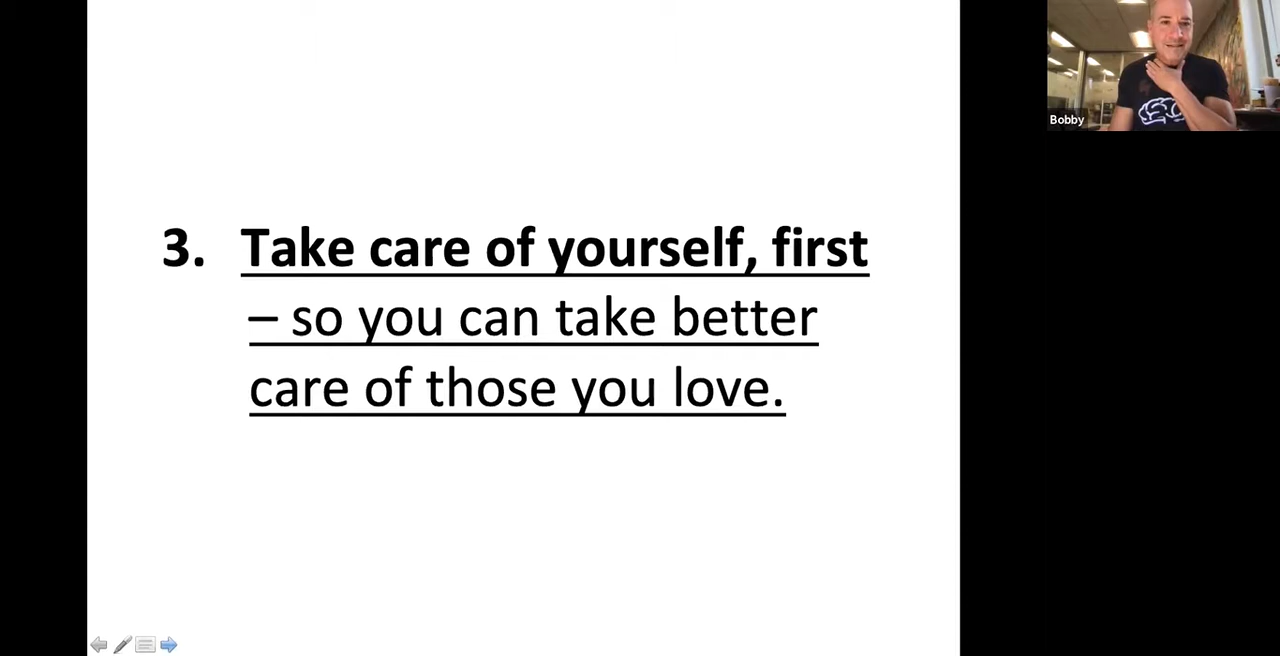 3. Take care of yourself, first
– so you can take better
care of those you love.
Bobby